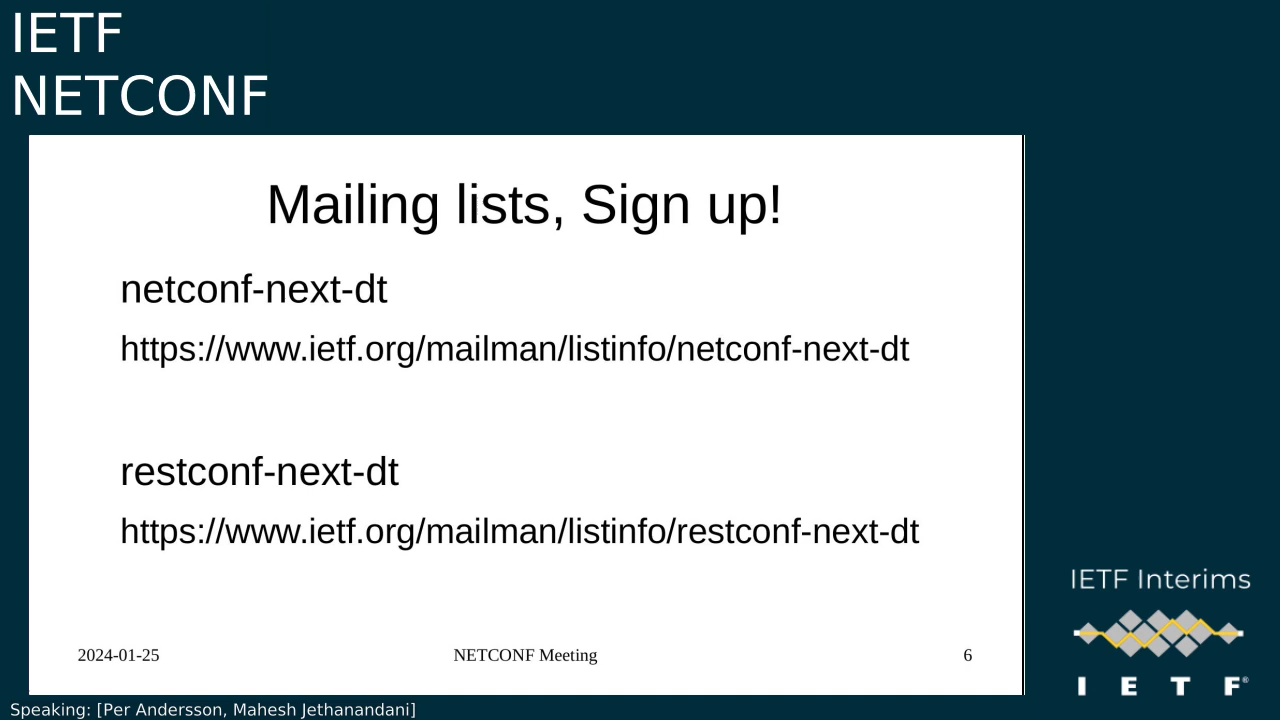 IETF
NETCONF
Mailing lists, Sign up!
netconf-next-dt
https://www.ietf.org/mailman/listinfo/netconf-next-dt
restconf-next-dt
https://www.ietf.org/mailman/listinfo/restconf-next-dt
2024-01-25 NETCONF Meeting 6
IETF Interims
I E T F®
Speaking: [Per Andersson, Mahesh Jethanandani]